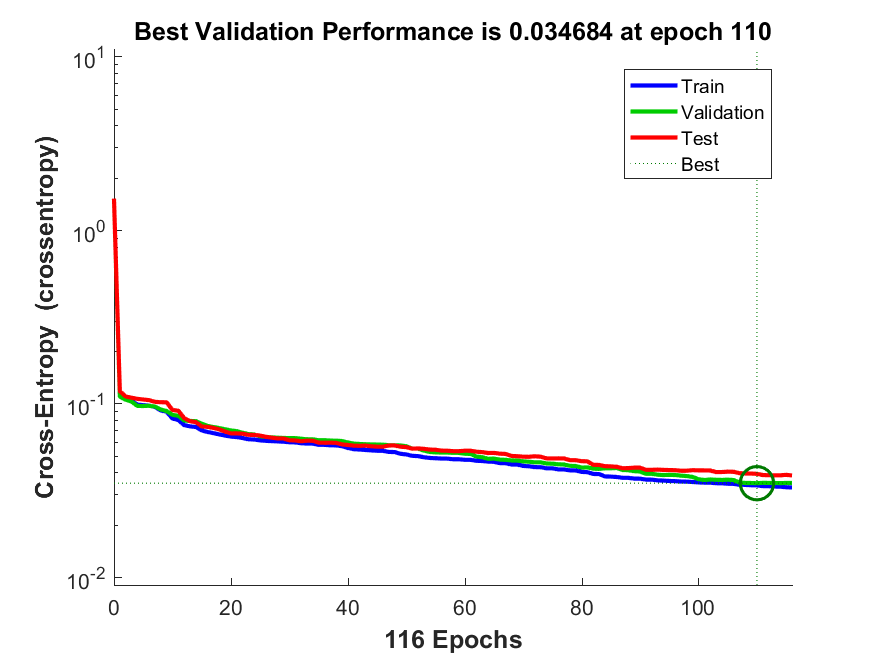 Best Validation Performance is 0.034684 at epoch 110
Cross-Entropy (crossentropy)
10^1
10^0
10^-1
10^-2
Train
Validation
Test
Best
0 20 40 60 80 100
116 Epochs